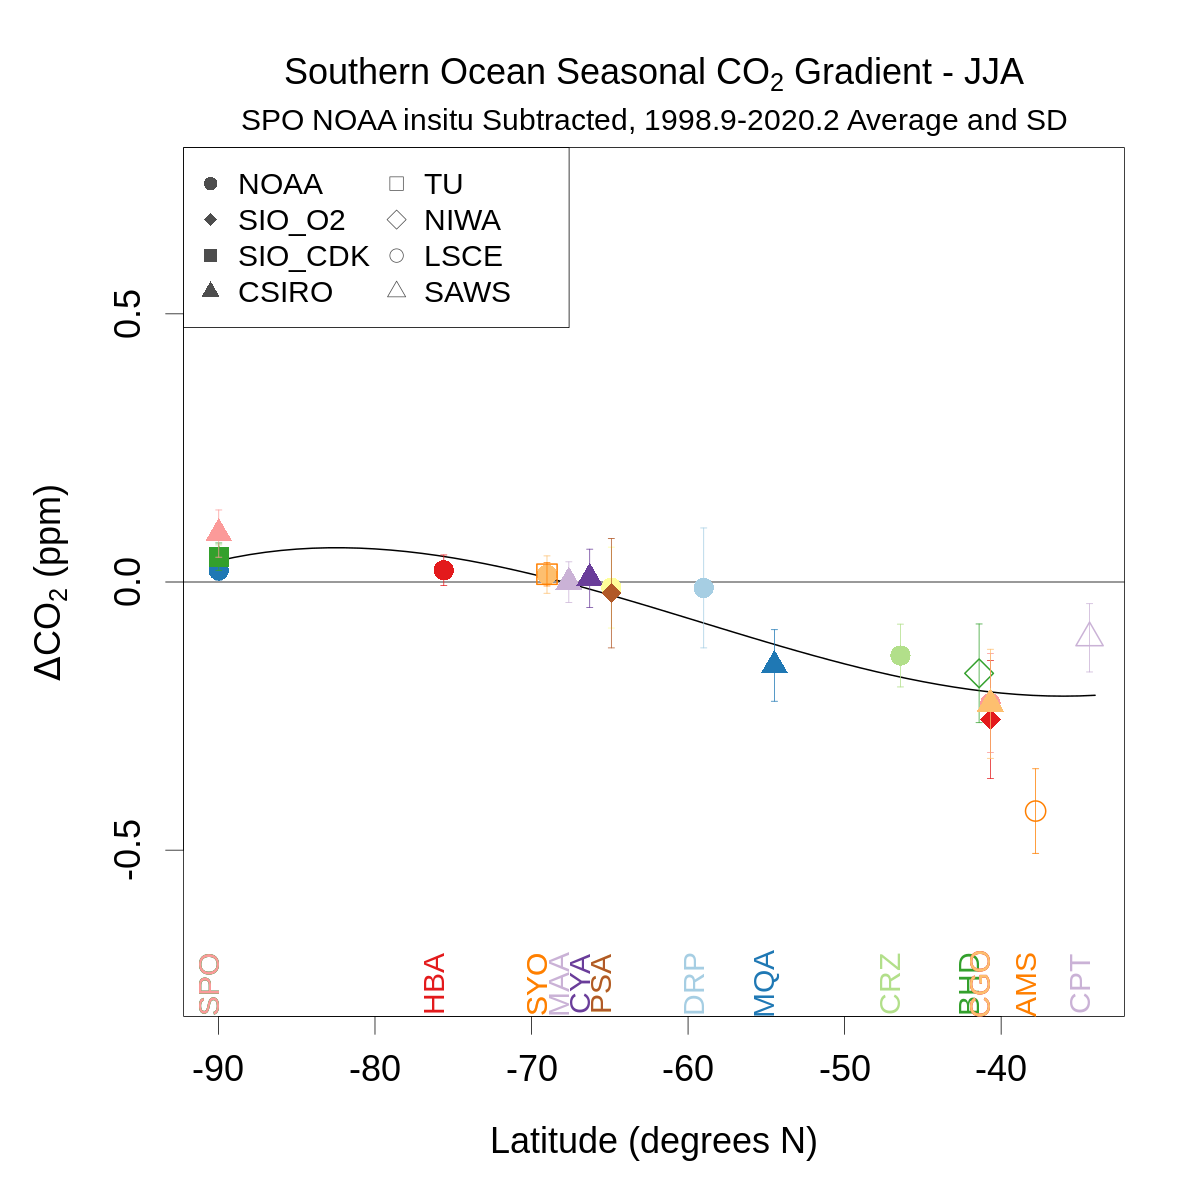 Southern Ocean Seasonal CO2 Gradient - JJA
SPO NOAA insitu Subtracted, 1998.9-2020.2 Average and SD
NOAA
SIO_O2
SIO_CDK
CSIRO
TU
NIWA
LSCE
SAWS
ΔCO2 (ppm)
0.5
0.0
-0.5
SPO
HBA
SYO
MAA
CYA
PSA
DRP
MQA
CRZ
BHD
CGO
AMS
CPT
-90
-80
-70
-60
-50
-40
Latitude (degrees N)